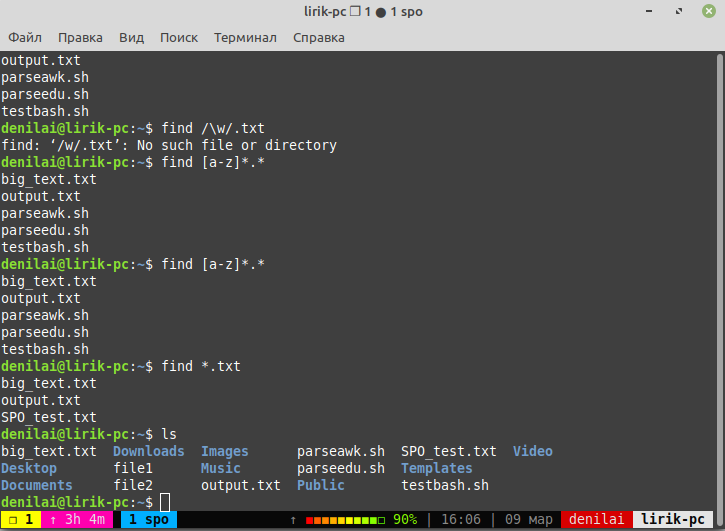 lirik-pc ❐ 1 ● 1 spo
Файл Правка Вид Поиск Терминал Справка
output.txt
parseawk.sh
parseedu.sh
testbash.sh
denilai@lirik-pc:~$ find /\w/.txt
find: ‘/w/.txt’: No such file or directory
denilai@lirik-pc:~$ find [a-z]*.*
big_text.txt
output.txt
parseawk.sh
parseedu.sh
testbash.sh
denilai@lirik-pc:~$ find [a-z]*.*
big_text.txt
output.txt
parseawk.sh
parseedu.sh
testbash.sh
denilai@lirik-pc:~$ find *.txt
big_text.txt
output.txt
SPO_test.txt
denilai@lirik-pc:~$ ls
big_text.txt Downloads Images parseawk.sh SPO_test.txt Video
Desktop file1 Music parseedu.sh Templates
Documents file2 output.txt Public testbash.sh
denilai@lirik-pc:~$
❐ 1 ↑ 3h 4m 1 spo ↑ 90% | 16:06 | 09 мар denilai lirik-pc